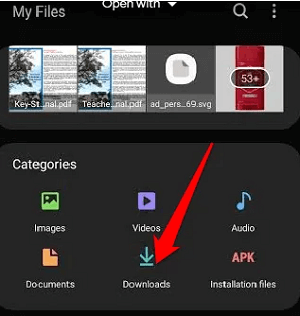 Open with
My Files
Key-St...nal.pdf
Teache...nal.pdf
ad_pers...69.svg
53+
Categories
Images
Videos
Audio
APK
Documents
Downloads
Installation files